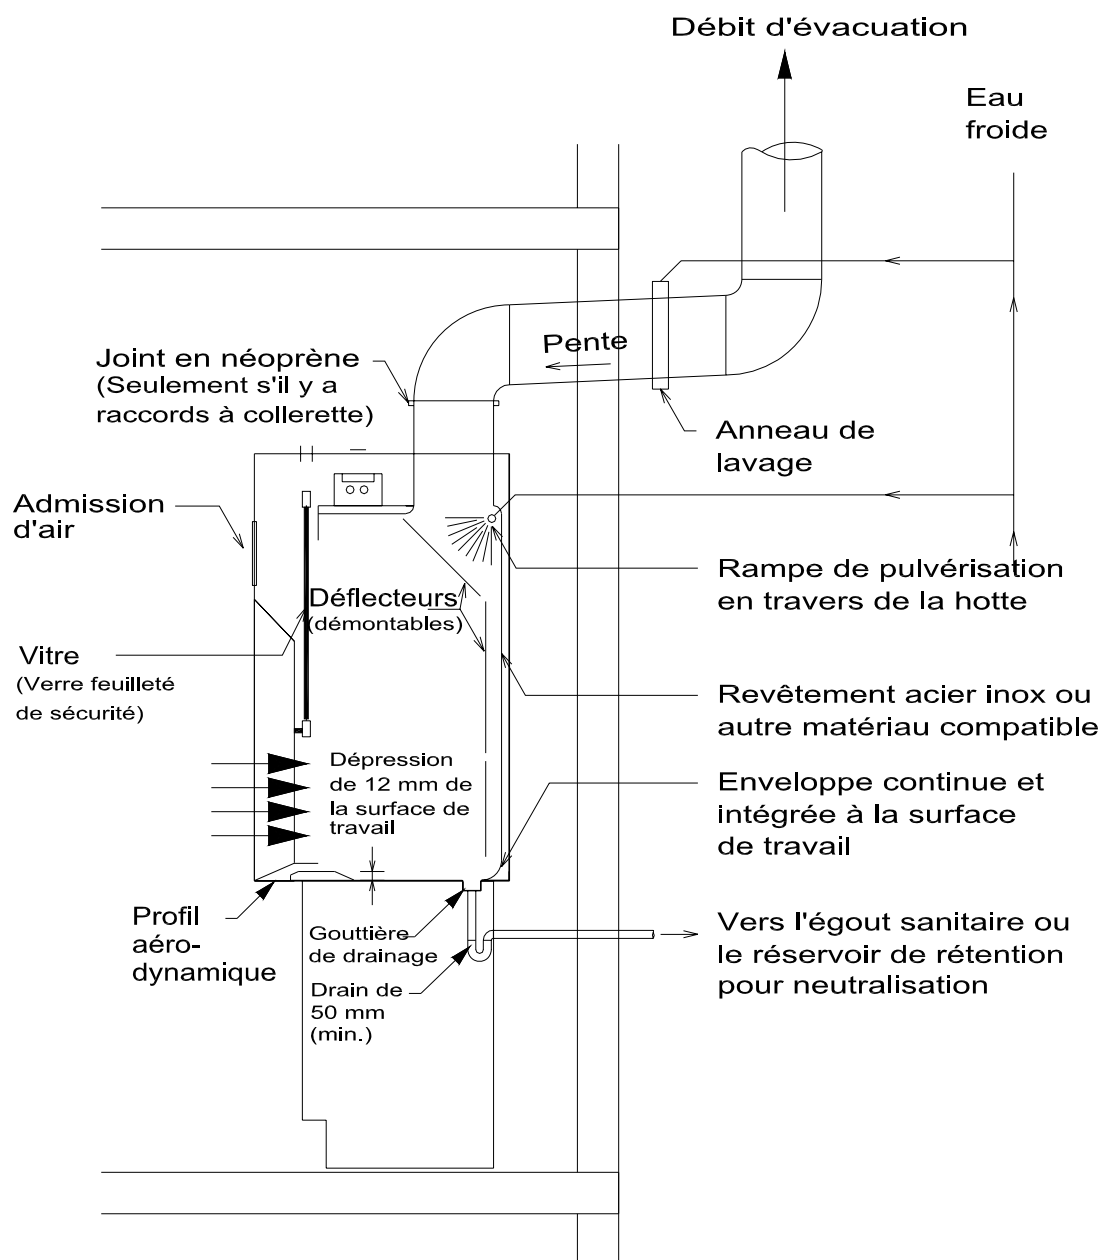 Débit d'évacuation
Eau
froide
Pente
Joint en néoprène
(Seulement s'il y a
raccords à collerette)
Anneau de
lavage
Admission
d'air
Rampe de pulvérisation
en travers de la hotte
Déflecteurs
(démontables)
Vitre
(Verre feuilleté
de sécurité)
Revêtement acier inox ou
autre matériau compatible
Dépression
de 12 mm de
la surface de
travail
Enveloppe continue et
intégrée à la surface
de travail
Profil
aéro-
dynamique
Gouttière
de drainage
Drain de
50 mm
(min.)
Vers l'égout sanitaire ou
le réservoir de rétention
pour neutralisation